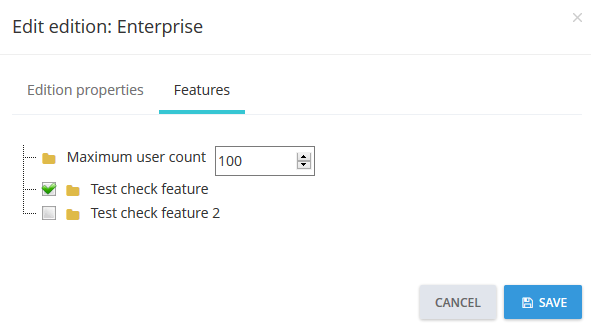 Edit edition: Enterprise
Edition properties Features
Maximum user count 100
Test check feature
Test check feature 2
CANCEL SAVE